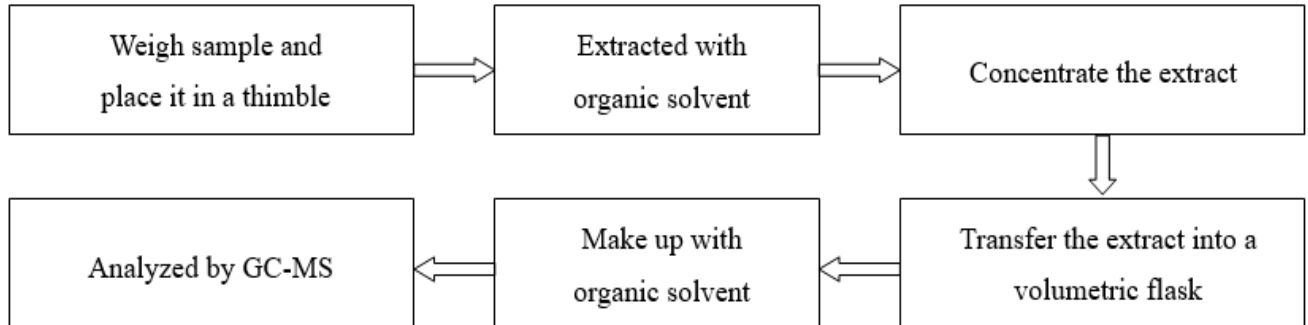 Weigh sample and
place it in a thimble
Extracted with
organic solvent
Concentrate the extract
Transfer the extract into a
volumetric flask
Make up with
organic solvent
Analyzed by GC-MS